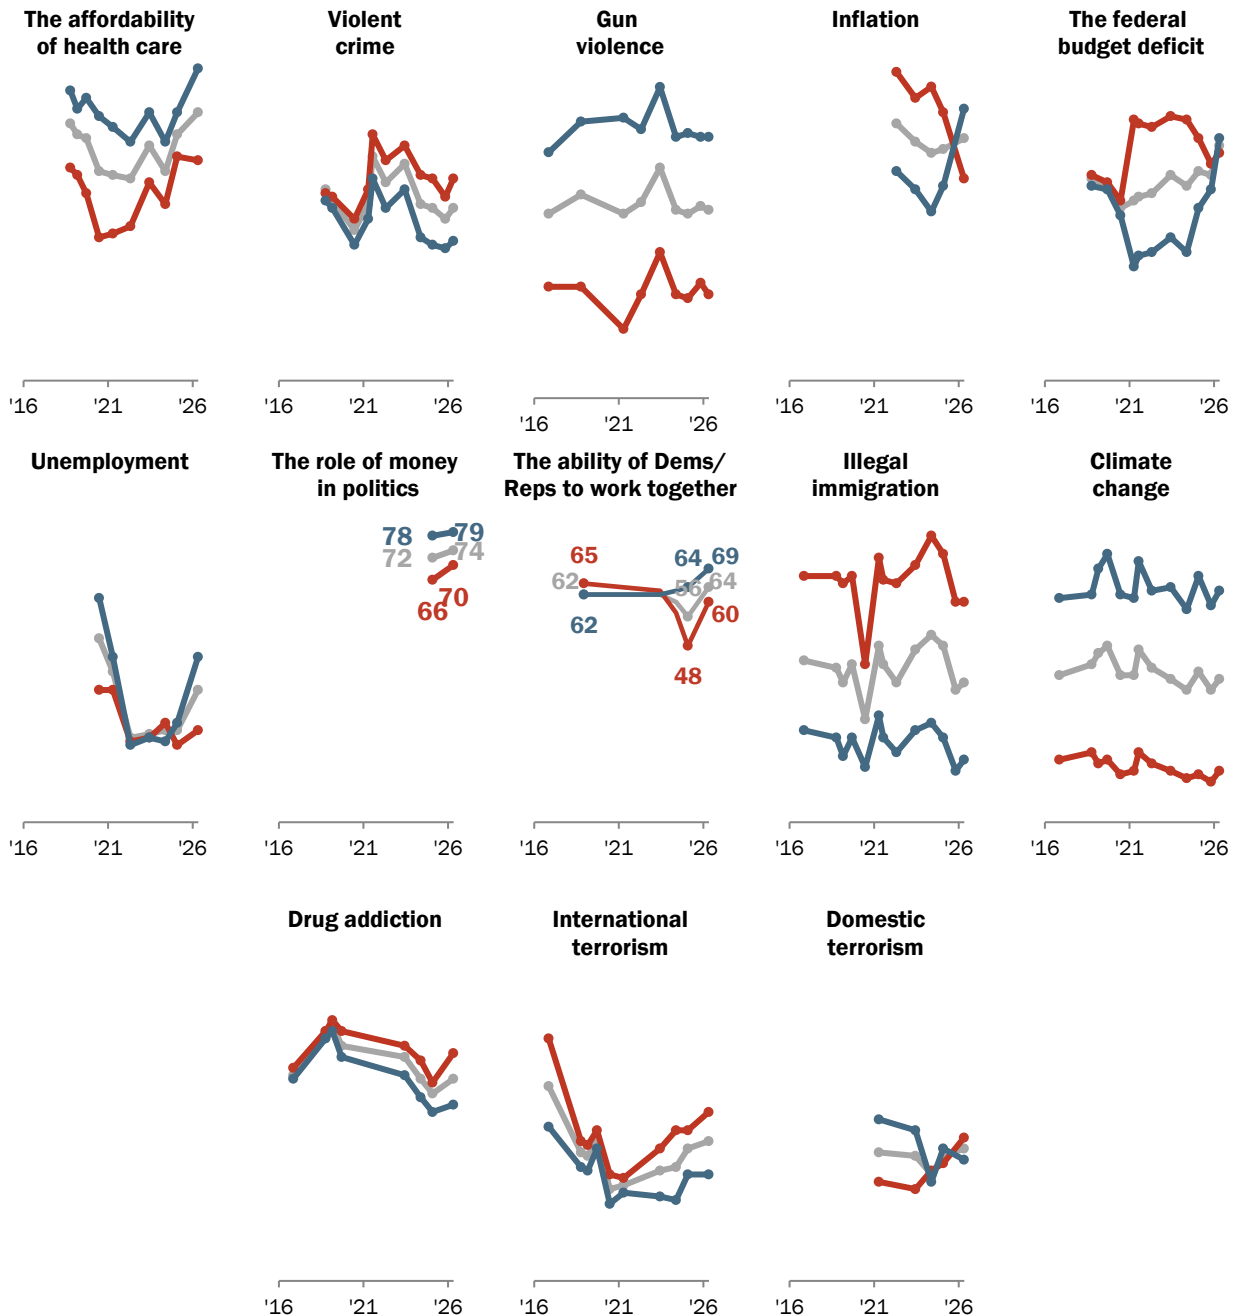 The affordability
of health care
Violent
crime
Gun
violence
Inflation
The federal
budget deficit
'16 '21 '26
'16 '21 '26
'16 '21 '26
'16 '21 '26
'16 '21 '26
Unemployment
The role of money
in politics
The ability of Dems/
Reps to work together
Illegal
immigration
Climate
change
78 79
72 74
66 70
65 64 69
62 56 64
62 48 60
'16 '21 '26
'16 '21 '26
'16 '21 '26
'16 '21 '26
'16 '21 '26
Drug addiction
International
terrorism
Domestic
terrorism
'16 '21 '26
'16 '21 '26
'16 '21 '26